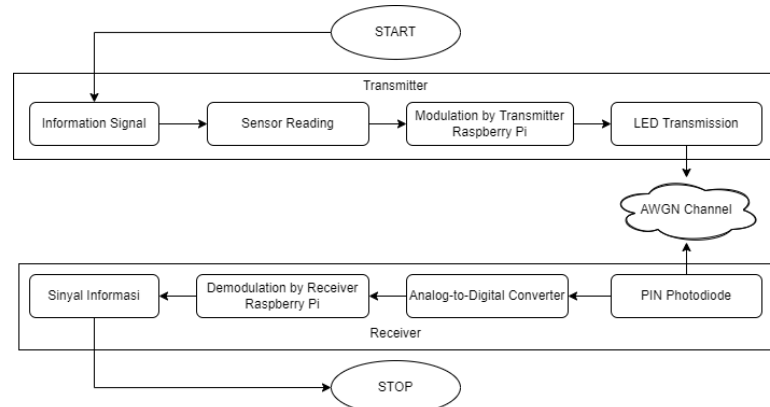 START
Transmitter
Information Signal
Sensor Reading
Modulation by Transmitter
Raspberry Pi
LED Transmission
AWGN Channel
Sinyal Informasi
Demodulation by Receiver
Raspberry Pi
Analog-to-Digital Converter
PIN Photodiode
Receiver
STOP